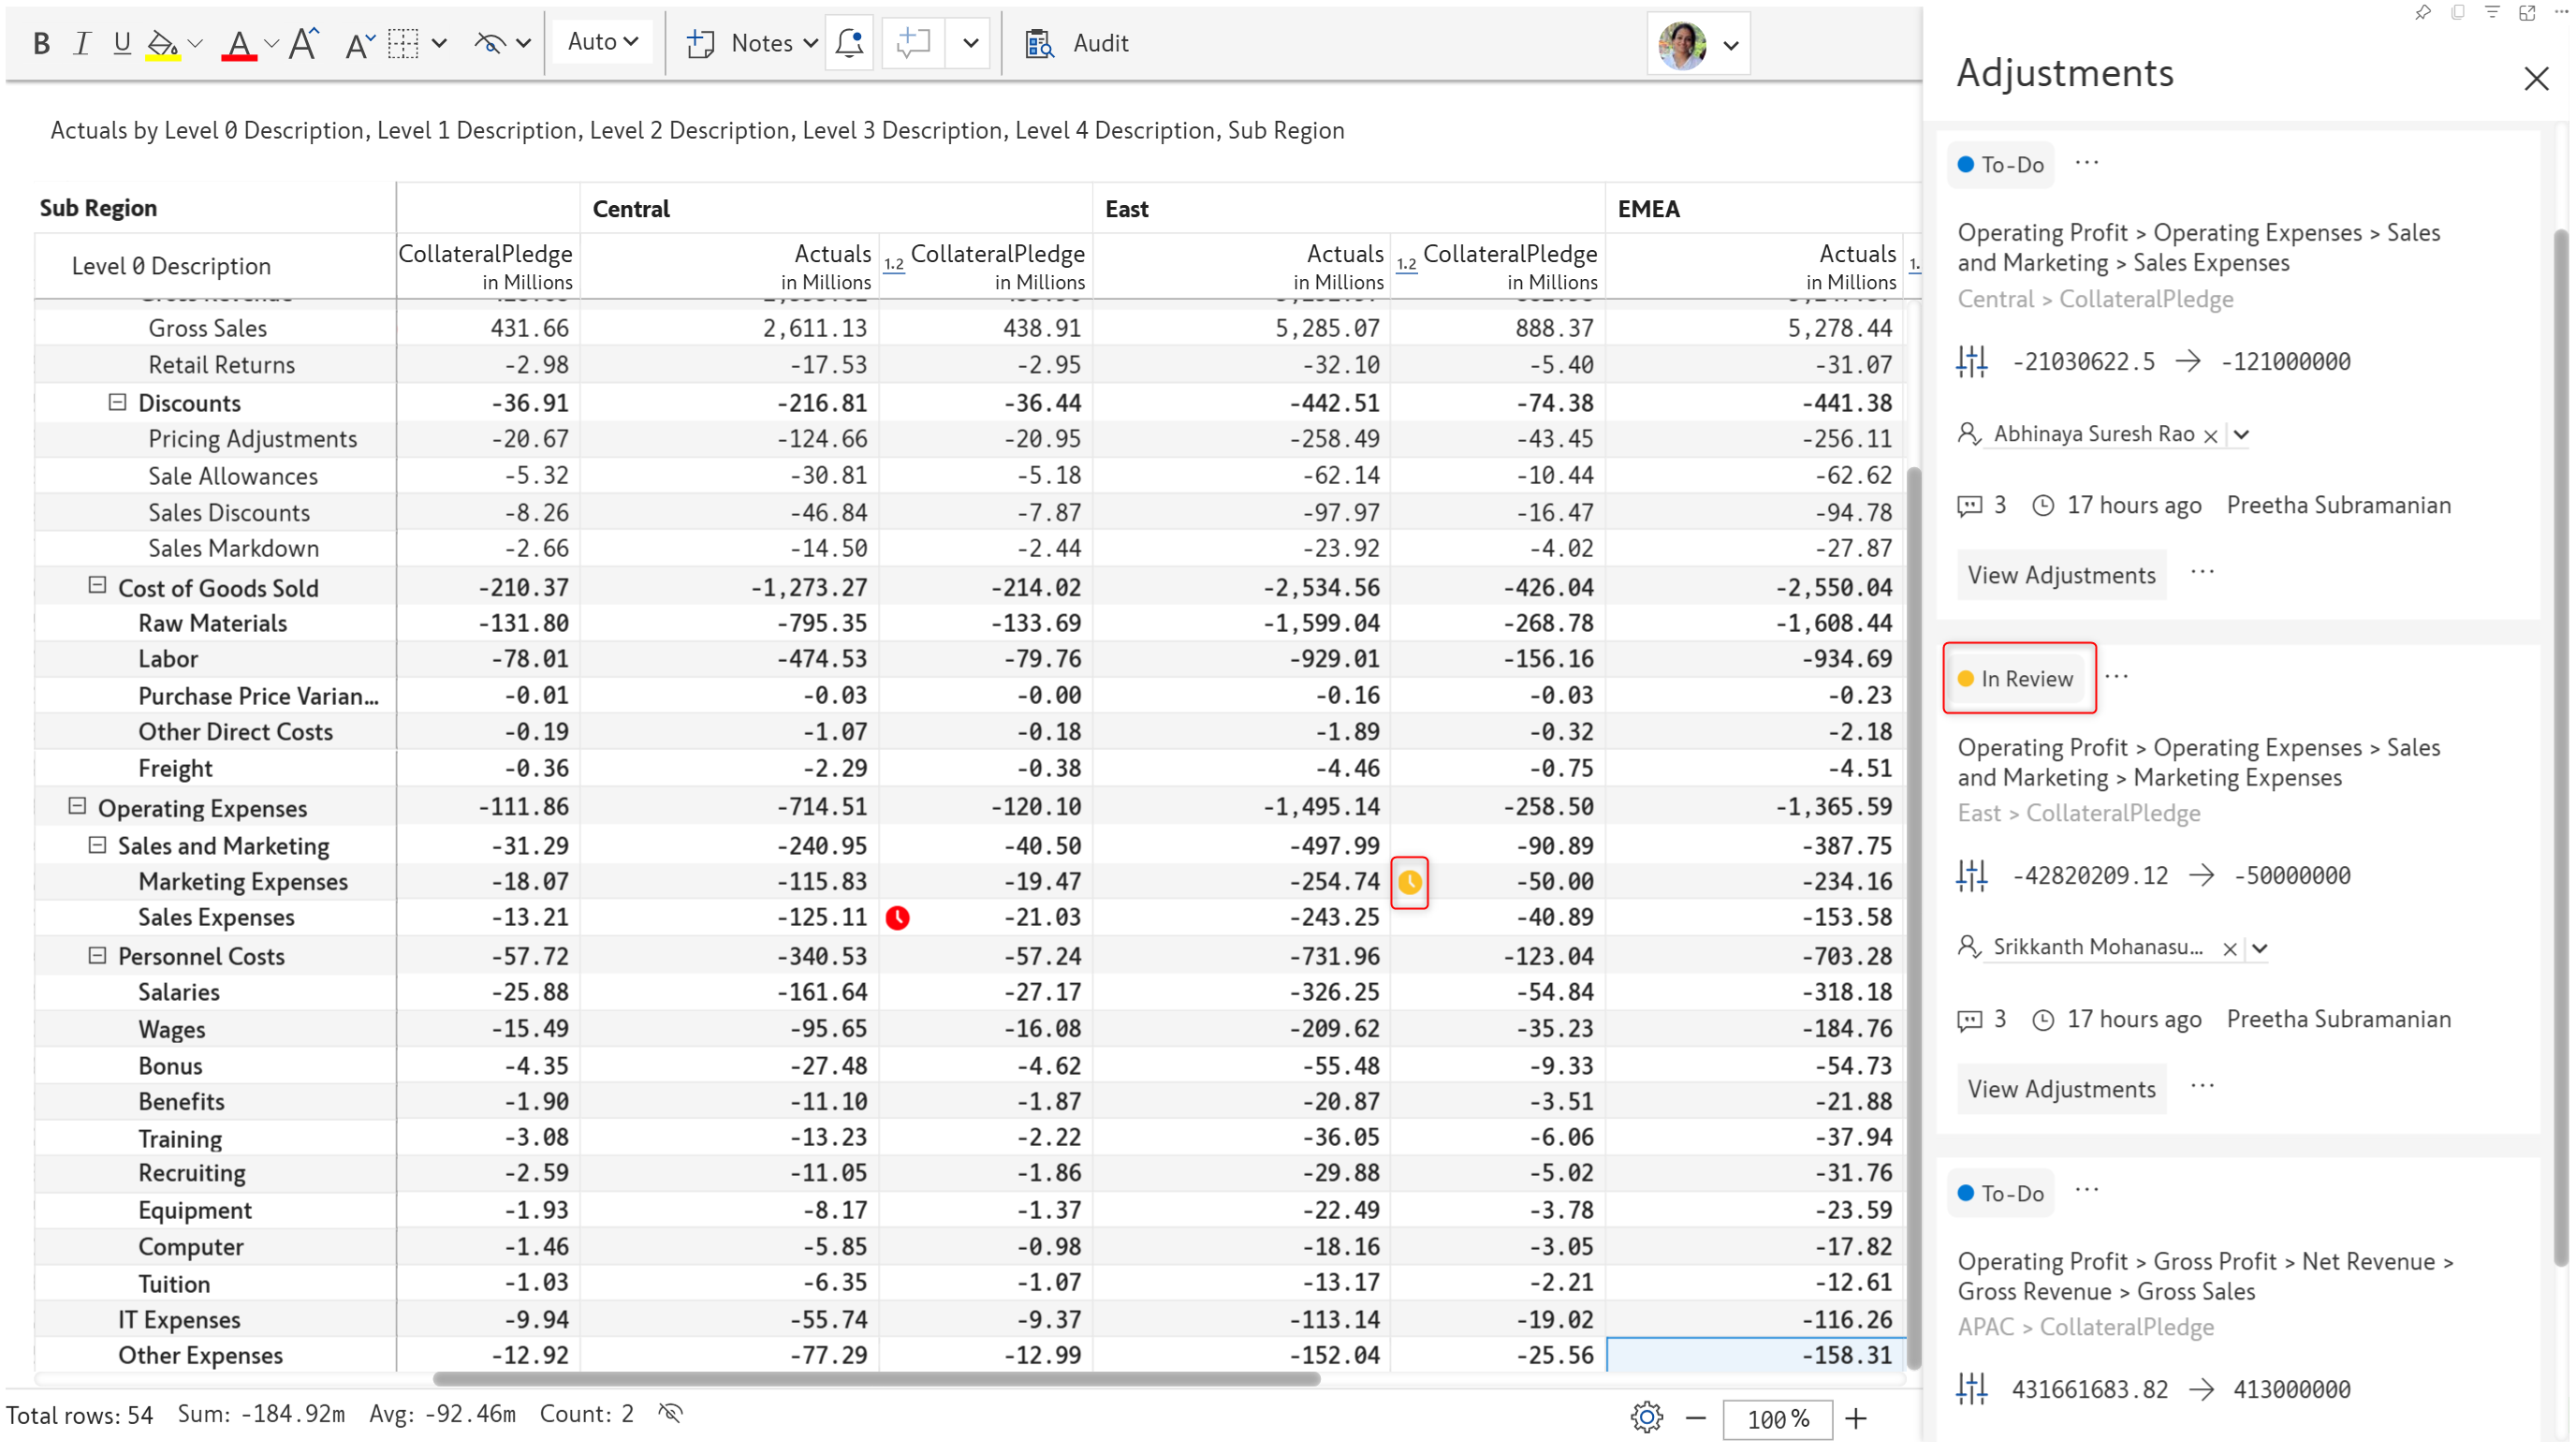 B I U A A A Auto Notes Audit
Actuals by Level 0 Description, Level 1 Description, Level 2 Description, Level 3 Description, Level 4 Description, Sub Region
Sub Region Central East EMEA
Level 0 Description CollateralPledge Actuals 1.2 CollateralPledge Actuals 1.2 CollateralPledge Actuals 1.
in Millions in Millions in Millions in Millions in Millions in Millions
Gross Sales 431.66 2,611.13 438.91 5,285.07 888.37 5,278.44
Retail Returns -2.98 -17.53 -2.95 -32.10 -5.40 -31.07
Discounts -36.91 -216.81 -36.44 -442.51 -74.38 -441.38
Pricing Adjustments -20.67 -124.66 -20.95 -258.49 -43.45 -256.11
Sale Allowances -5.32 -30.81 -5.18 -62.14 -10.44 -62.62
Sales Discounts -8.26 -46.84 -7.87 -97.97 -16.47 -94.78
Sales Markdown -2.66 -14.50 -2.44 -23.92 -4.02 -27.87
Cost of Goods Sold -210.37 -1,273.27 -214.02 -2,534.56 -426.04 -2,550.04
Raw Materials -131.80 -795.35 -133.69 -1,599.04 -268.78 -1,608.44
Labor -78.01 -474.53 -79.76 -929.01 -156.16 -934.69
Purchase Price Varian... -0.01 -0.03 -0.00 -0.16 -0.03 -0.23
Other Direct Costs -0.19 -1.07 -0.18 -1.89 -0.32 -2.18
Freight -0.36 -2.29 -0.38 -4.46 -0.75 -4.51
Operating Expenses -111.86 -714.51 -120.10 -1,495.14 -258.50 -1,365.59
Sales and Marketing -31.29 -240.95 -40.50 -497.99 -90.89 -387.75
Marketing Expenses -18.07 -115.83 -19.47 -254.74 -50.00 -234.16
Sales Expenses -13.21 -125.11 -21.03 -243.25 -40.89 -153.58
Personnel Costs -57.72 -340.53 -57.24 -731.96 -123.04 -703.28
Salaries -25.88 -161.64 -27.17 -326.25 -54.84 -318.18
Wages -15.49 -95.65 -16.08 -209.62 -35.23 -184.76
Bonus -4.35 -27.48 -4.62 -55.48 -9.33 -54.73
Benefits -1.90 -11.10 -1.87 -20.87 -3.51 -21.88
Training -3.08 -13.23 -2.22 -36.05 -6.06 -37.94
Recruiting -2.59 -11.05 -1.86 -29.88 -5.02 -31.76
Equipment -1.93 -8.17 -1.37 -22.49 -3.78 -23.59
Computer -1.46 -5.85 -0.98 -18.16 -3.05 -17.82
Tuition -1.03 -6.35 -1.07 -13.17 -2.21 -12.61
IT Expenses -9.94 -55.74 -9.37 -113.14 -19.02 -116.26
Other Expenses -12.92 -77.29 -12.99 -152.04 -25.56 -158.31
Total rows: 54 Sum: -184.92m Avg: -92.46m Count: 2 100 %
Adjustments
To-Do ...
Operating Profit > Operating Expenses > Sales
and Marketing > Sales Expenses
Central > CollateralPledge
-21030622.5 → -121000000
Abhinaya Suresh Rao
3 17 hours ago Preetha Subramanian
View Adjustments ...
In Review ...
Operating Profit > Operating Expenses > Sales
and Marketing > Marketing Expenses
East > CollateralPledge
-42820209.12 → -50000000
Srikkanth Mohanasu...
3 17 hours ago Preetha Subramanian
View Adjustments ...
To-Do ...
Operating Profit > Gross Profit > Net Revenue >
Gross Revenue > Gross Sales
APAC > CollateralPledge
431661683.82 → 413000000